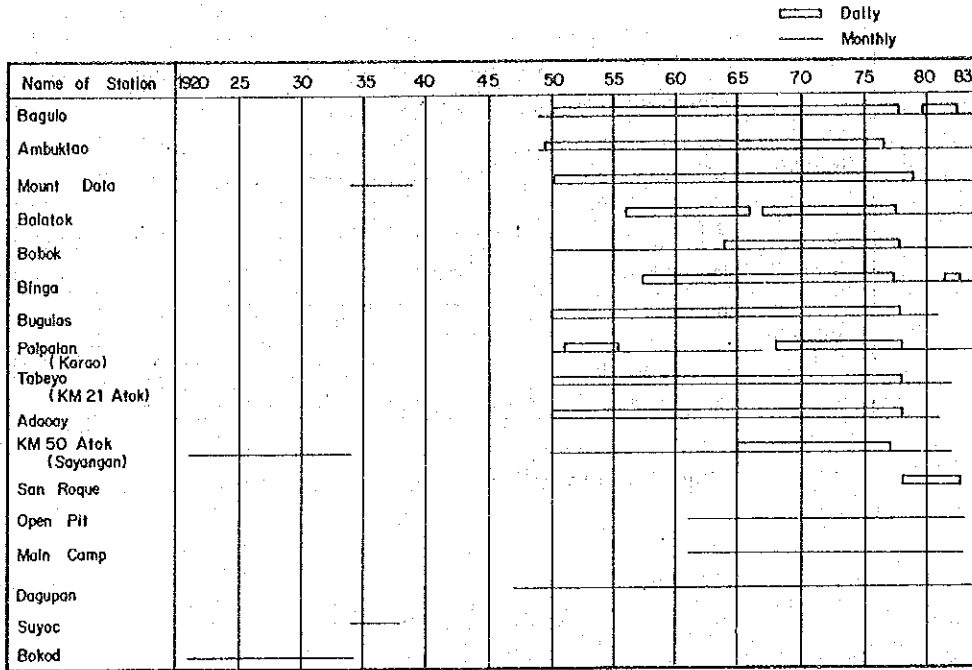 Daily
Monthly
Name of Station 1920 25 30 35 40 45 50 55 60 65 70 75 80 83
Baguio
Ambuklao
Mount Data
Balatok
Bobok
Binga
Buguias
Palpalan
(Karao)
Tabeyo
(KM 21 Atok)
Adaoay
KM 50 Atok
(Sayangan)
San Roque
Open Pit
Main Camp
Dagupan
Suyoc
Bokod